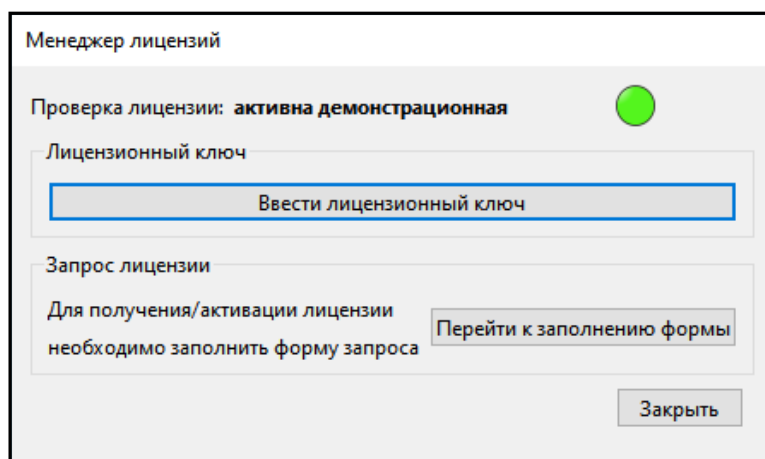 Менеджер лицензий
Проверка лицензии: активна демонстрационная
Лицензионный ключ
Ввести лицензионный ключ
Запрос лицензии
Для получения/активации лицензии
необходимо заполнить форму запроса
Перейти к заполнению формы
Закрыть